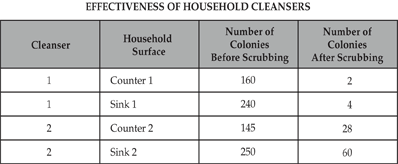 EFFECTIVENESS OF HOUSEHOLD CLEANSERS
Cleanser Household Surface Number of Colonies Before Scrubbing Number of Colonies After Scrubbing
1 Counter 1 160 2
1 Sink 1 240 4
2 Counter 2 145 28
2 Sink 2 250 60